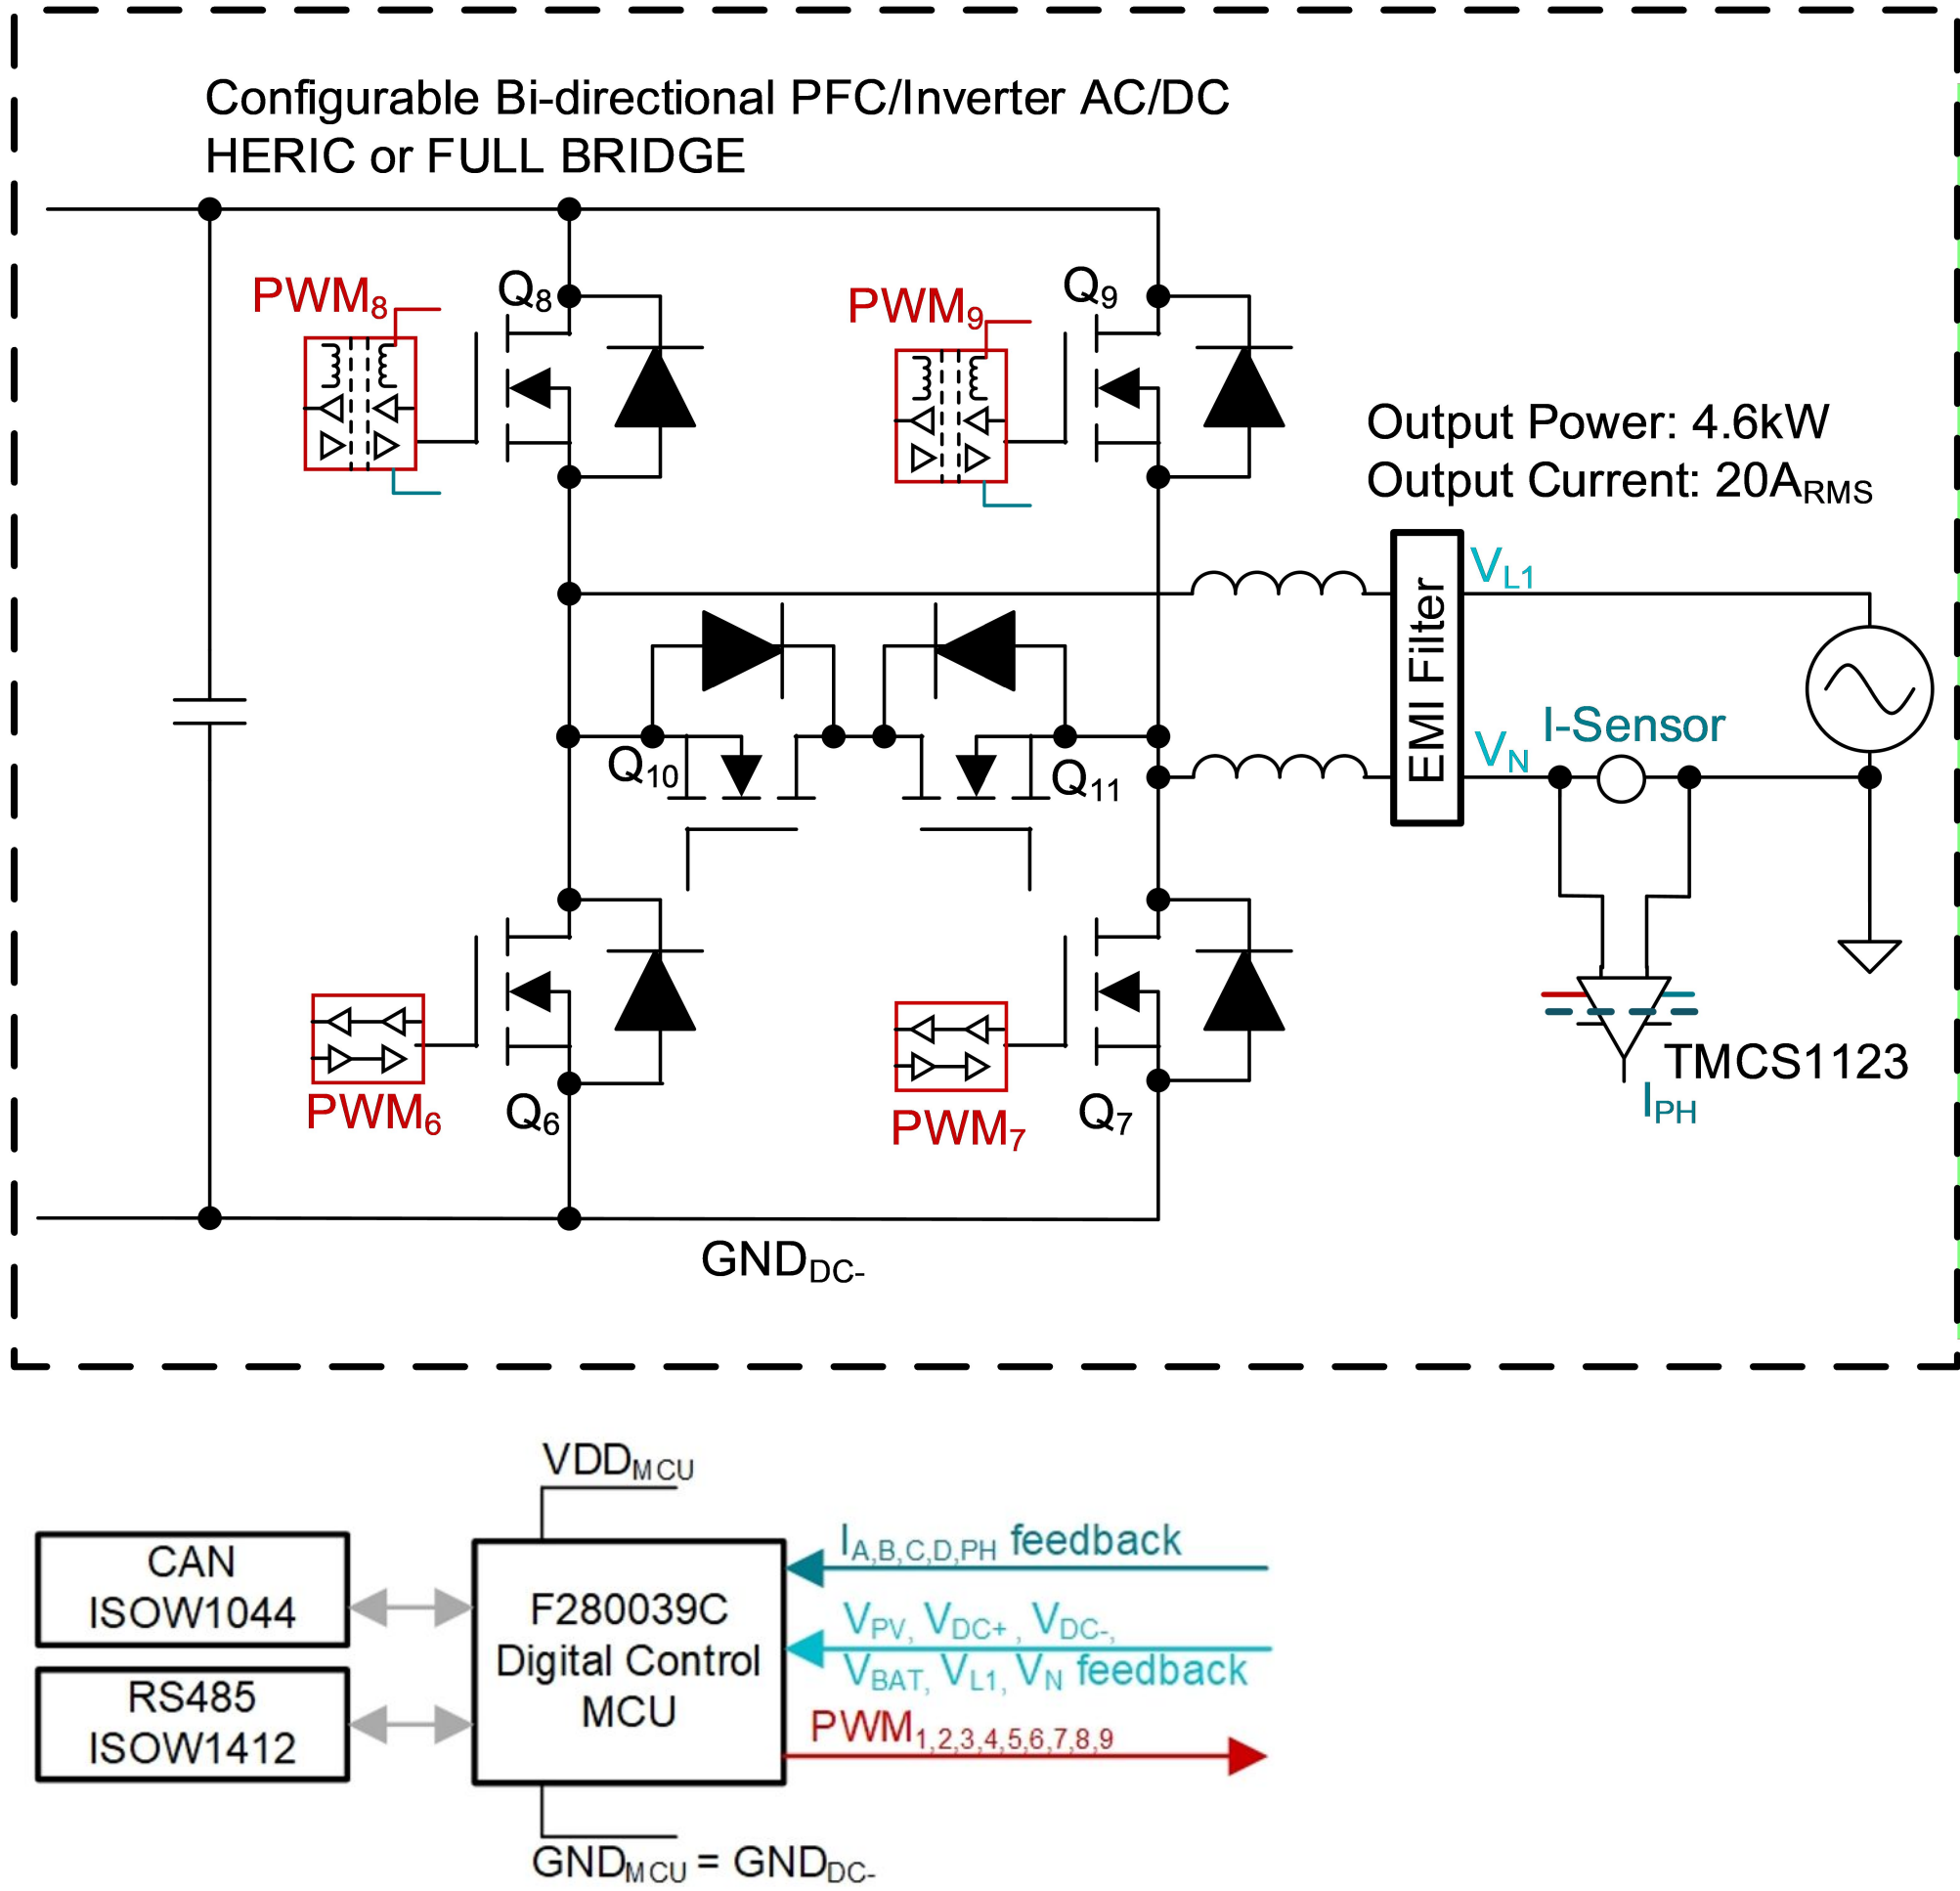 Configurable Bi-directional PFC/Inverter AC/DC
HERIC or FULL BRIDGE
PWM8
Q8
PWM9
Q9
Output Power: 4.6kW
Output Current: 20ARMS
VL1
EMI Filter
I-Sensor
VN
Q10
Q11
TMCS1123
IPH
PWM6
Q6
PWM7
Q7
GNDDC-
VDDMCU
CAN
ISOW1044
RS485
ISOW1412
F280039C
Digital Control
MCU
IA,B,C,D,PH feedback
VPV, VDC+ , VDC-,
VBAT, VL1, VN feedback
PWM1,2,3,4,5,6,7,8,9
GNDMCU = GNDDC-